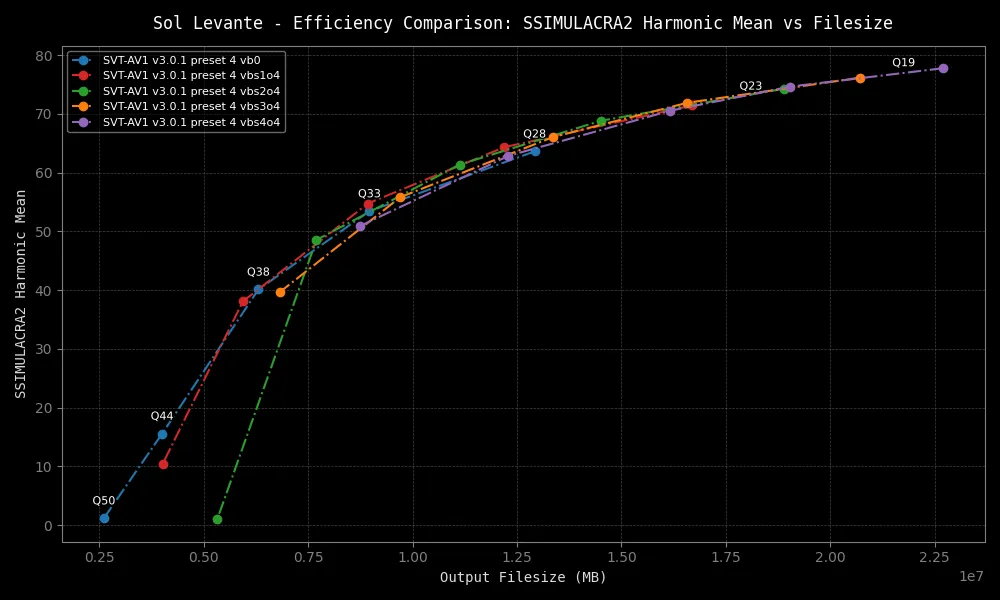 Sol Levante - Efficiency Comparison: SSIMULACRA2 Harmonic Mean vs Filesize
SVT-AV1 v3.0.1 preset 4 vb0
SVT-AV1 v3.0.1 preset 4 vbs1o4
SVT-AV1 v3.0.1 preset 4 vbs2o4
SVT-AV1 v3.0.1 preset 4 vbs3o4
SVT-AV1 v3.0.1 preset 4 vbs4o4
Q19
Q23
Q28
Q33
Q38
Q44
Q50
SSIMULACRA2 Harmonic Mean
80
70
60
50
40
30
20
10
0
0.25 0.50 0.75 1.00 1.25 1.50 1.75 2.00 2.25
1e7
Output Filesize (MB)